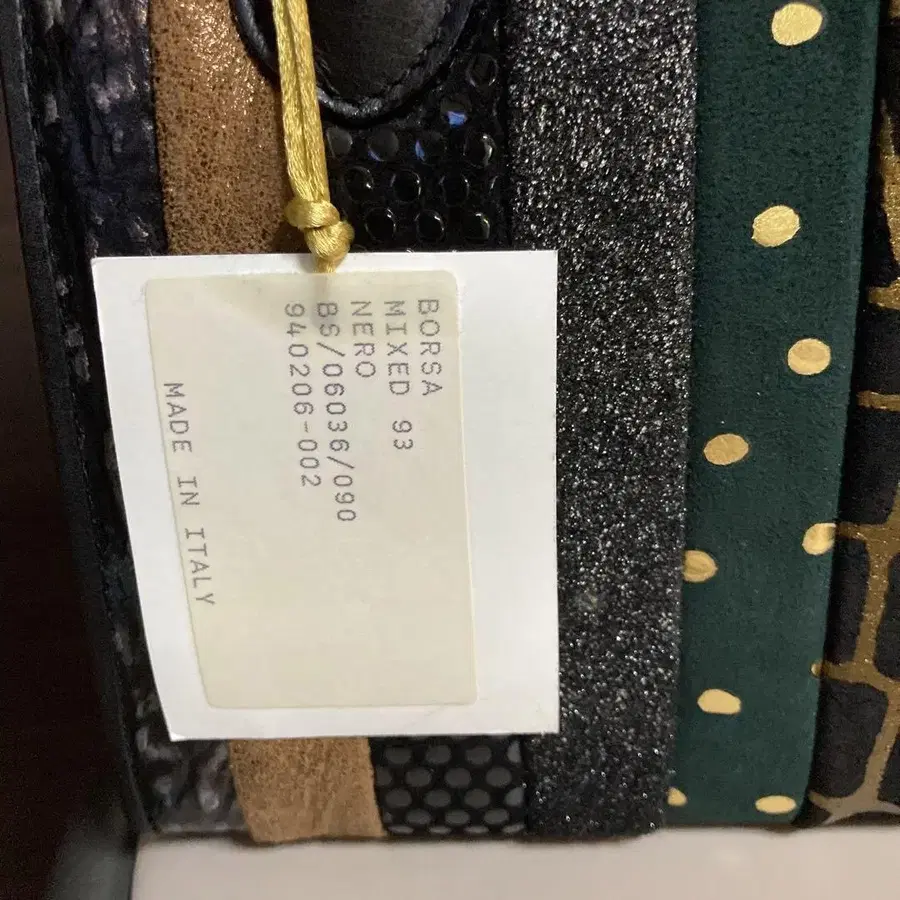 BORSA
MIXED 93
NERO
BS/06036/090
940206-002
MADE IN ITALY